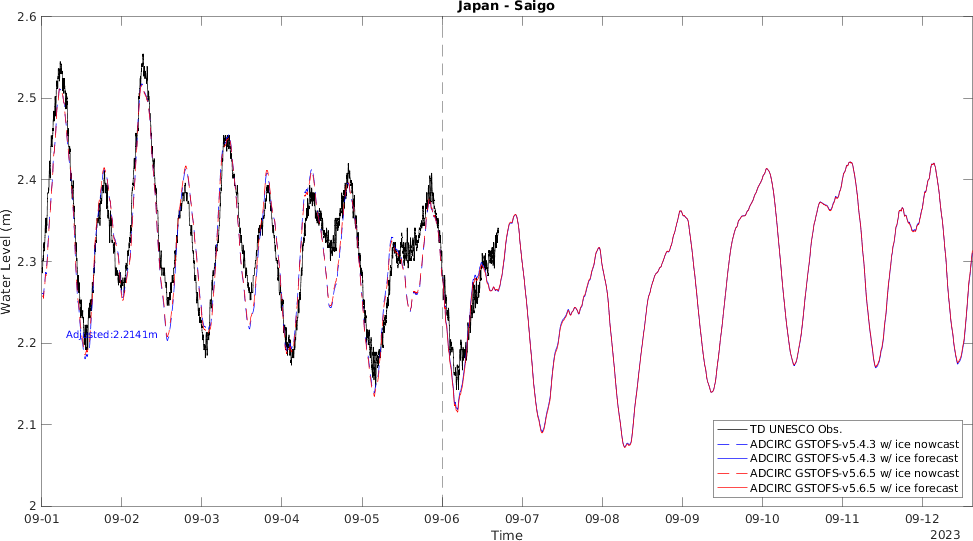 Japan - Saigo
2.6
2.5
2.4
2.3
2.2
2.1
2
Water Level (m)
Adjusted:2.2141m
TD UNESCO Obs.
ADCIRC GSTOFS-v5.4.3 w/ ice nowcast
ADCIRC GSTOFS-v5.4.3 w/ ice forecast
ADCIRC GSTOFS-v5.6.5 w/ ice nowcast
ADCIRC GSTOFS-v5.6.5 w/ ice forecast
09-01 09-02 09-03 09-04 09-05 09-06 09-07 09-08 09-09 09-10 09-11 09-12
Time
2023